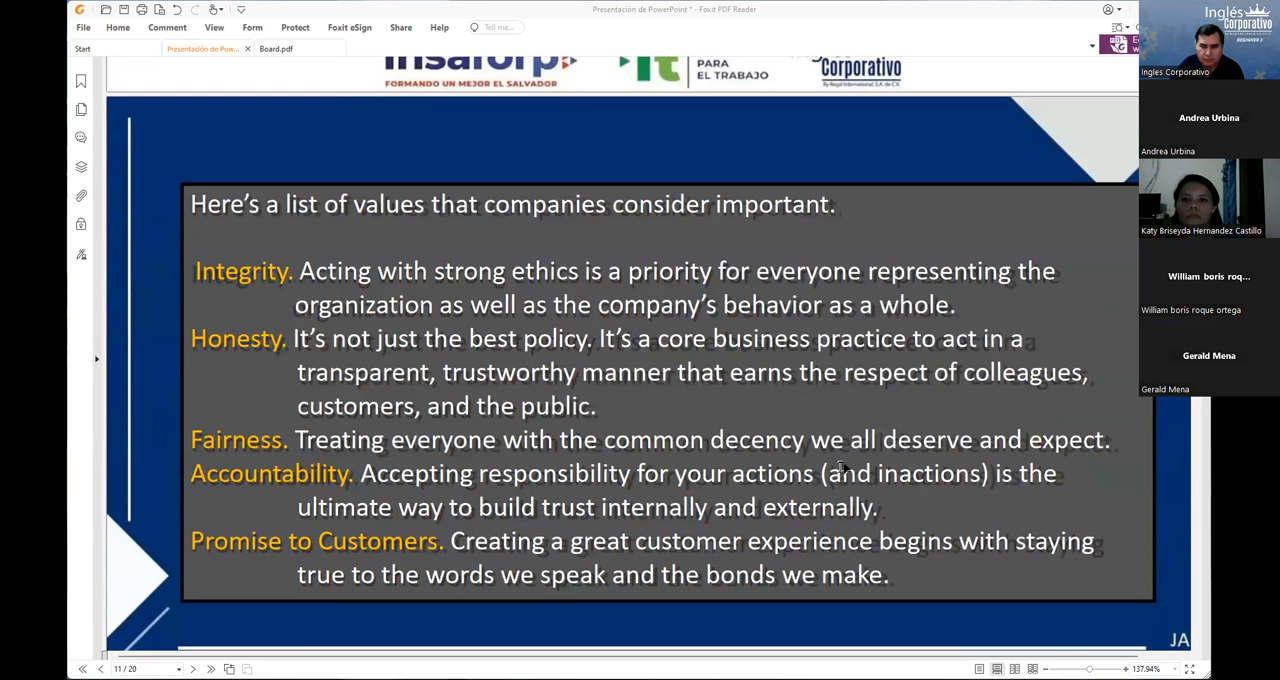 Presentación de PowerPoint * - Foxit PDF Reader
File Home Comment View Form Protect Foxit eSign Share Help Tell me...
Start Presentación de Pow... Board.pdf
FORMANDO UN MEJOR EL SALVADOR
PARA
EL TRABAJO
Corporativo
By Regal International, S.A. de C.V.
Here's a list of values that companies consider important.
Integrity. Acting with strong ethics is a priority for everyone representing the
organization as well as the company's behavior as a whole.
Honesty. It's not just the best policy. It's a core business practice to act in a
transparent, trustworthy manner that earns the respect of colleagues,
customers, and the public.
Fairness. Treating everyone with the common decency we all deserve and expect.
Accountability. Accepting responsibility for your actions (and inactions) is the
ultimate way to build trust internally and externally.
Promise to Customers. Creating a great customer experience begins with staying
true to the words we speak and the bonds we make.
JA
11 / 20
137.94%
Inglés
Corporativo
BEGINNER 5
Ingles Corporativo
Andrea Urbina
Andrea Urbina
Katy Briseyda Hernandez Castillo
William boris roq...
William boris roque ortega
Gerald Mena
Gerald Mena